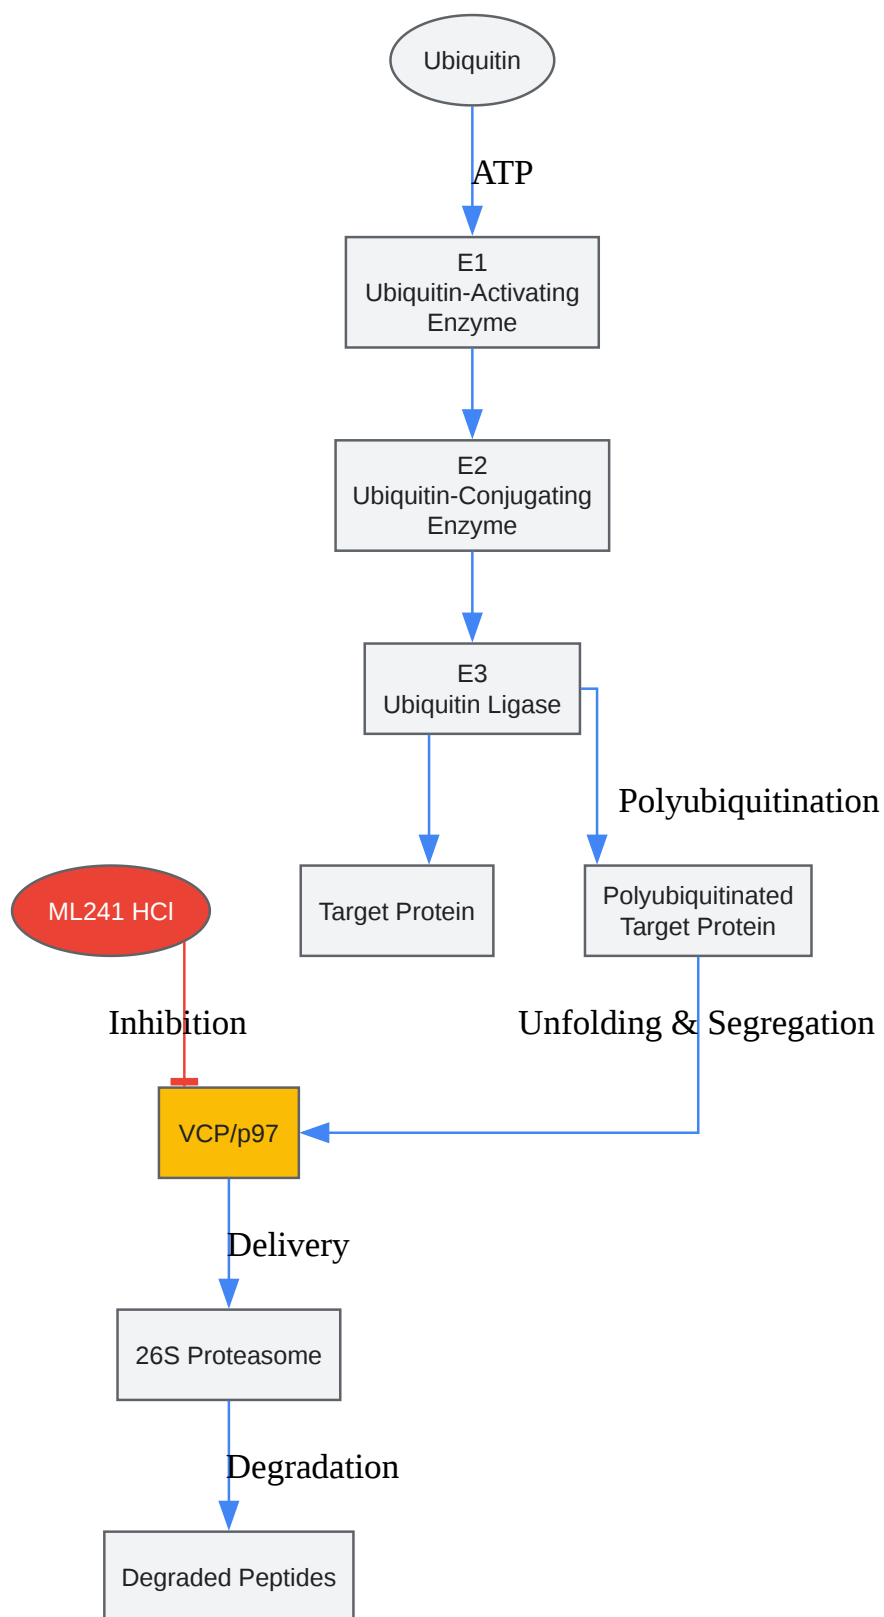 Ubiquitin
ATP
E1
Ubiquitin-Activating
Enzyme
E2
Ubiquitin-Conjugating
Enzyme
E3
Ubiquitin Ligase
Polyubiquitination
ML241 HCl
Target Protein
Polyubiquitinated
Target Protein
Inhibition
Unfolding & Segregation
VCP/p97
Delivery
26S Proteasome
Degradation
Degraded Peptides